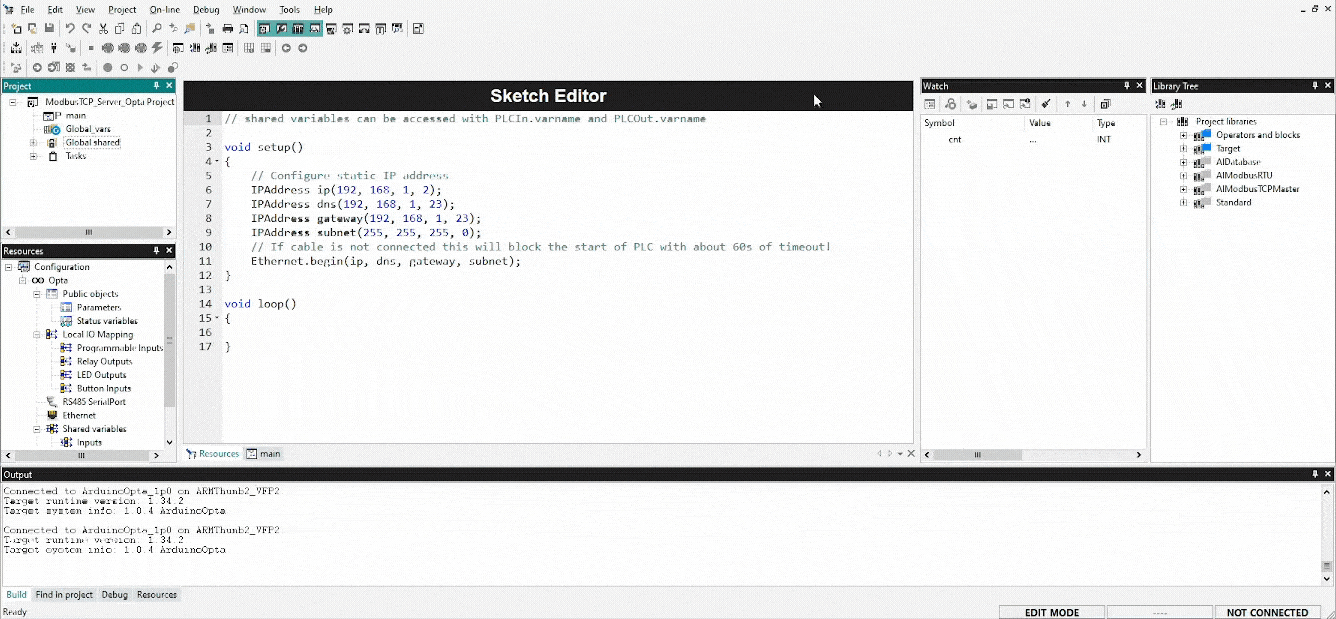 File Edit View Project On-line Debug Window Tools Help
Project
ModbusTCP_Server_Opta Project
main
Global_vars
Global shared
Tasks
Resources
Configuration
Opta
Public objects
Parameters
Status variables
Local IO Mapping
Programmable Inputs
Relay Outputs
LED Outputs
Button Inputs
RS485 SerialPort
Ethernet
Shared variables
Inputs
Sketch Editor
1 // shared variables can be accessed with PLCIn.varname and PLCOut.varname
2
3 void setup()
4 {
5 // Configure static IP address
6 IPAddress ip(192, 168, 1, 2);
7 IPAddress dns(192, 168, 1, 23);
8 IPAddress gateway(192, 168, 1, 23);
9 IPAddress subnet(255, 255, 255, 0);
10 // If cable is not connected this will block the start of PLC with about 60s of timeout!
11 Ethernet.begin(ip, dns, gateway, subnet);
12 }
13
14 void loop()
15 {
16
17 }
Resources main
Watch
Symbol Value Type
cnt ... INT
Library Tree
Project libraries
Operators and blocks
Target
AlDatabase
AlModbusRTU
AlModbusTCPMaster
Standard
Output
Connected to ArduinoOpta_1p0 on ARMThumb2_VFP2
Target runtime version: 1.34.2
Target system info: 1.0.4 ArduinoOpta
Connected to ArduinoOpta_1p0 on ARMThumb2_VFP2
Target runtime version: 1.34.2
Target system info: 1.0.4 ArduinoOpta
Build Find in project Debug Resources
Ready
EDIT MODE ---- NOT CONNECTED